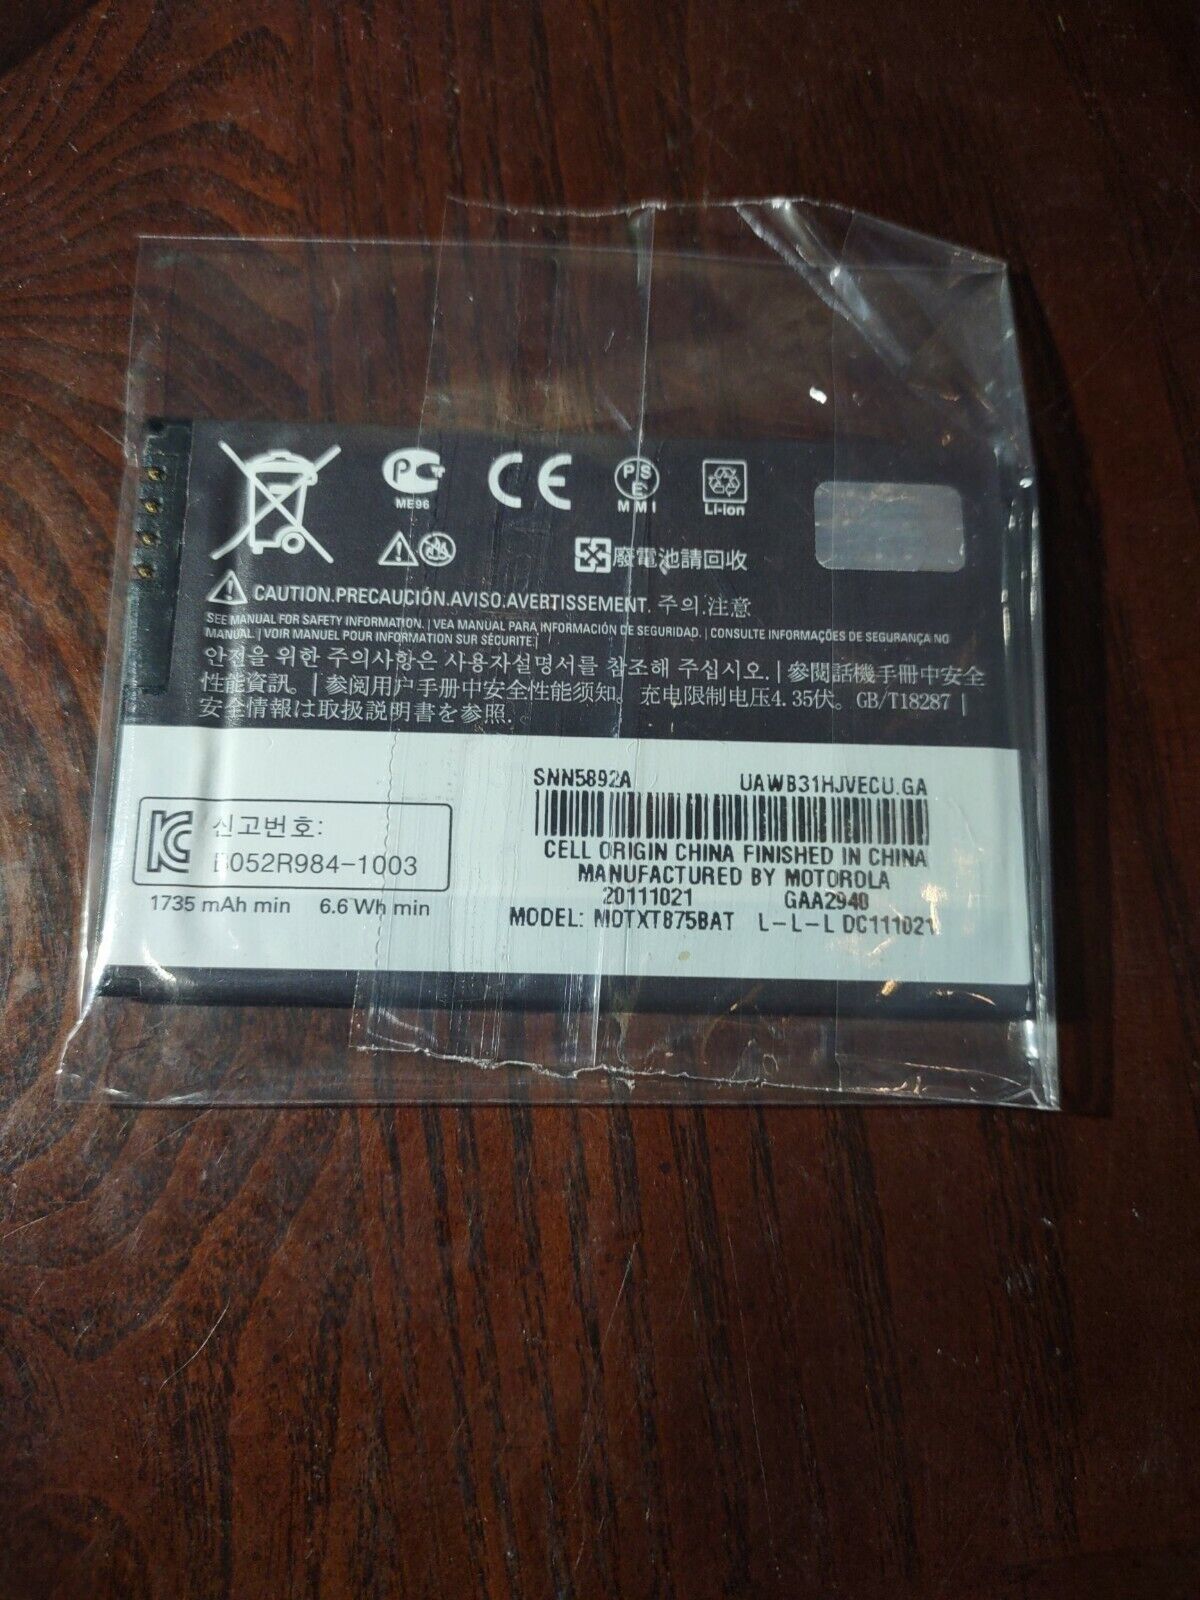 ME96
CE
PSE
MMI
Li-ion
廢電池請回收
CAUTION.PRECAUCIÓN.AVISO.AVERTISSEMENT. 주의.注意
SEE MANUAL FOR SAFETY INFORMATION. | VEA MANUAL PARA INFORMACIÓN DE SEGURIDAD. | CONSULTE INFORMAÇÕES DE SEGURANÇA NO
MANUAL. | VOIR MANUEL POUR INFORMATION SUR SÉCURITE.|
안전을 위한 주의사항은 사용자설명서를 참조해 주십시오. | 參閱話機手冊中安全
性能資訊。 | 参阅用户手册中安全性能须知。充电限制电压4.35伏。GB/T18287 |
安全情報は取扱説明書を参照.
SNN5892A UAWB31HJVECU.GA
신고번호:
B052R984-1003
CELL ORIGIN CHINA FINISHED IN CHINA
MANUFACTURED BY MOTOROLA
1735 mAh min 6.6 Wh min
20111021 GAA2940
MODEL: MOTXT875BAT L-L-L DC111021